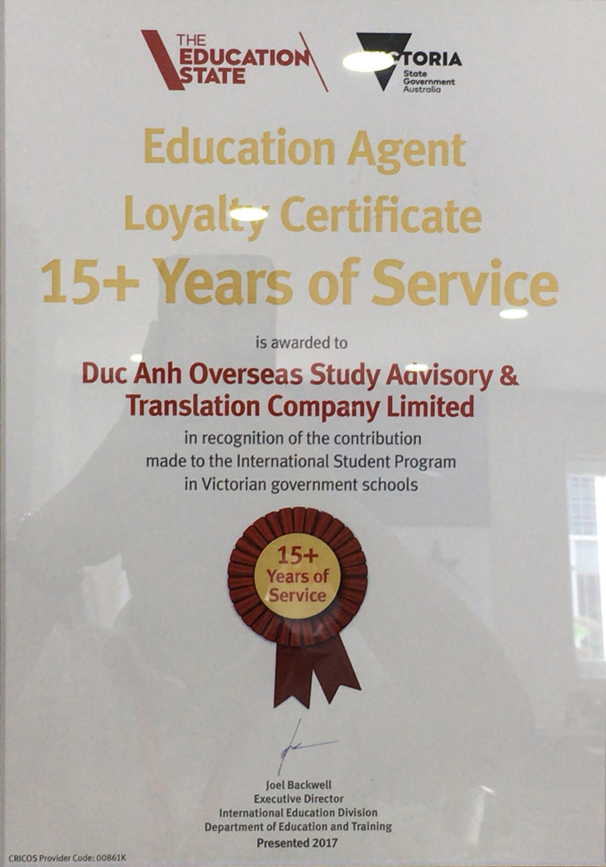 THE
EDUCATION
STATE
VICTORIA
State
Government
Australia
Education Agent
Loyalty Certificate
15+ Years of Service
is awarded to
Duc Anh Overseas Study Advisory &
Translation Company Limited
in recognition of the contribution
made to the International Student Program
in Victorian government schools
15+
Years of
Service
Joel Backwell
Executive Director
International Education Division
Department of Education and Training
Presented 2017
CRICOS Provider Code: 00861K